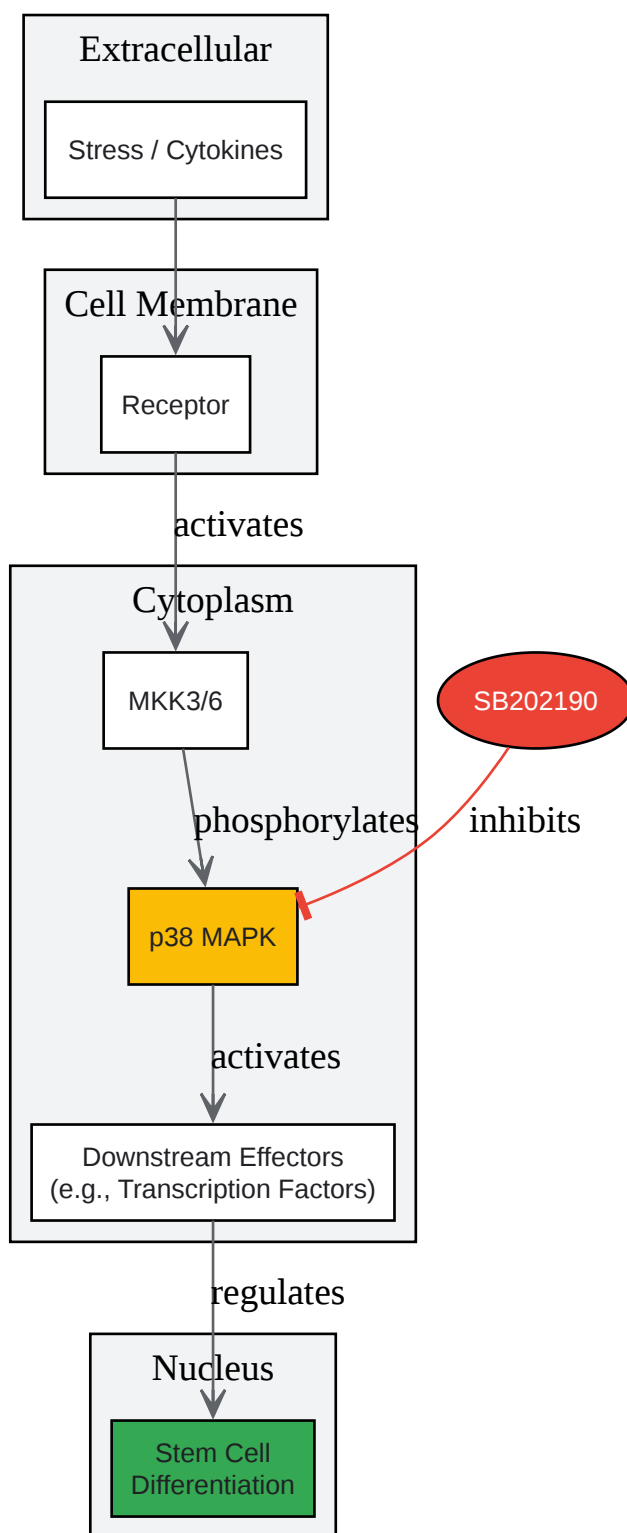 Extracellular
Stress / Cytokines
Cell Membrane
Receptor
activates
Cytoplasm
MKK3/6
SB202190
phosphorylates
inhibits
p38 MAPK
activates
Downstream Effectors
(e.g., Transcription Factors)
regulates
Nucleus
Stem Cell
Differentiation